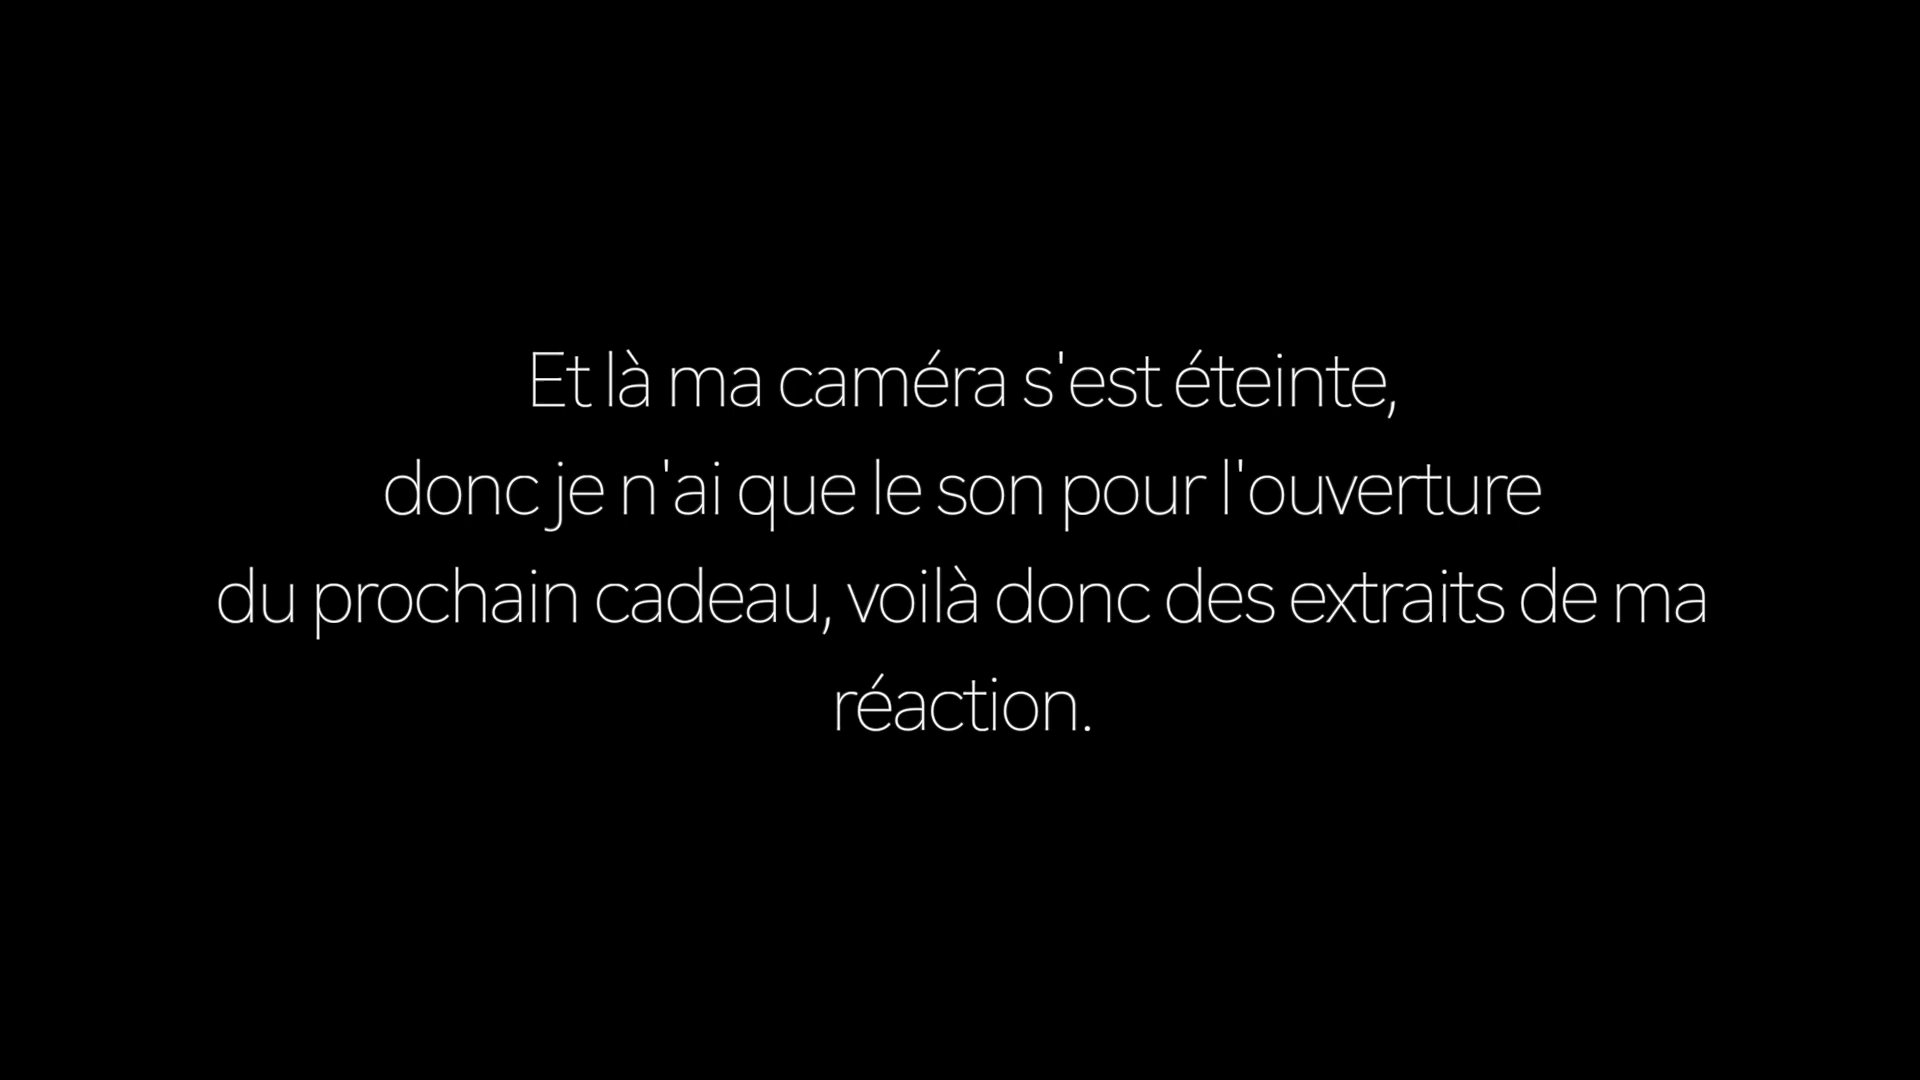 Et là ma caméra s'est éteinte,
donc je n'ai que le son pour l'ouverture
du prochain cadeau, voilà donc des extraits de ma
réaction.